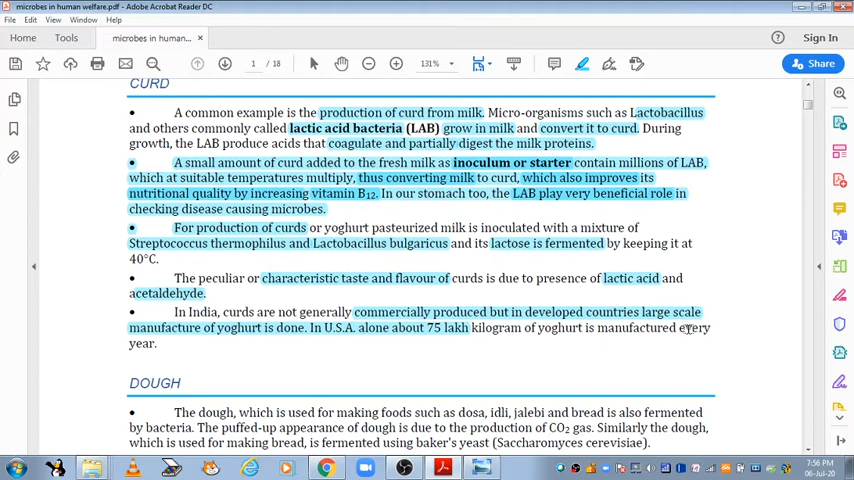 microbes in human welfare.pdf - Adobe Acrobat Reader DC
File Edit View Window Help
Home Tools microbes in human... × Sign In
1 / 18 131% Share
CURD
• A common example is the production of curd from milk. Micro-organisms such as Lactobacillus
and others commonly called lactic acid bacteria (LAB) grow in milk and convert it to curd. During
growth, the LAB produce acids that coagulate and partially digest the milk proteins.
• A small amount of curd added to the fresh milk as inoculum or starter contain millions of LAB,
which at suitable temperatures multiply, thus converting milk to curd, which also improves its
nutritional quality by increasing vitamin B12. In our stomach too, the LAB play very beneficial role in
checking disease causing microbes.
• For production of curds or yoghurt pasteurized milk is inoculated with a mixture of
Streptococcus thermophilus and Lactobacillus bulgaricus and its lactose is fermented by keeping it at
40°C.
• The peculiar or characteristic taste and flavour of curds is due to presence of lactic acid and
acetaldehyde.
• In India, curds are not generally commercially produced but in developed countries large scale
manufacture of yoghurt is done. In U.S.A. alone about 75 lakh kilogram of yoghurt is manufactured every
year.
DOUGH
• The dough, which is used for making foods such as dosa, idli, jalebi and bread is also fermented
by bacteria. The puffed-up appearance of dough is due to the production of CO2 gas. Similarly the dough,
which is used for making bread, is fermented using baker's yeast (Saccharomyces cerevisiae).
7:56 PM
06-Jul-20